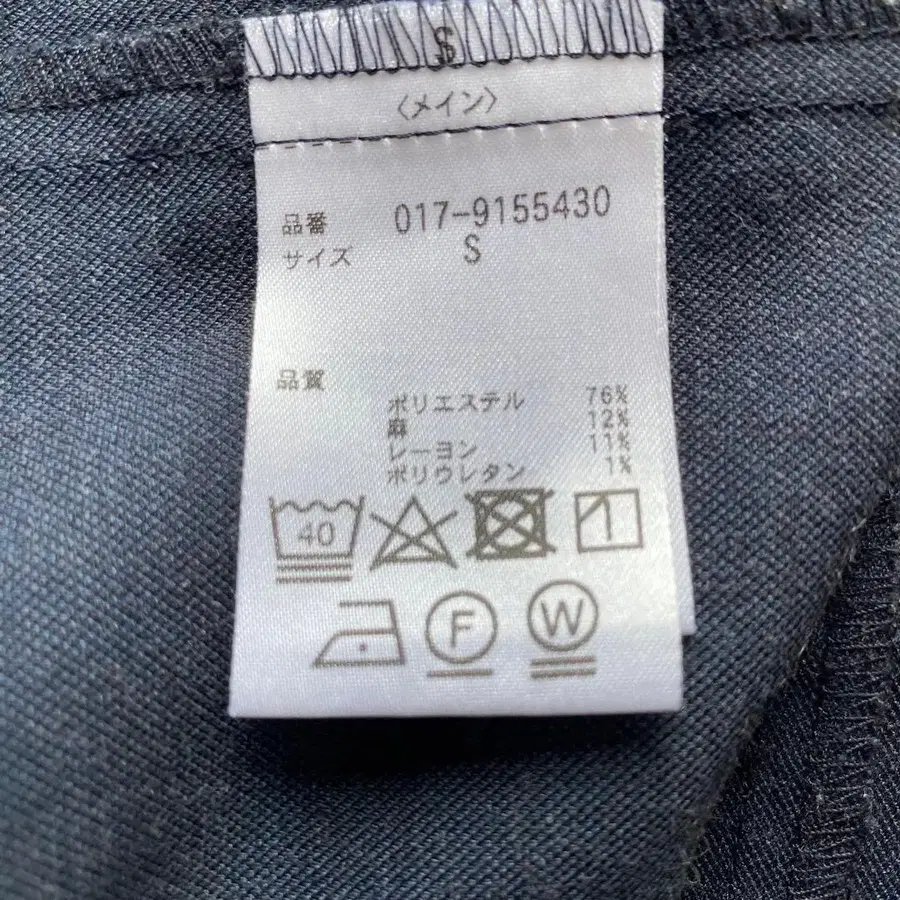 S
〈メイン〉
品番 017-9155430
サイズ S
品質
ポリエステル 76%
麻 12%
レーヨン 11%
ポリウレタン 1%
40
F W